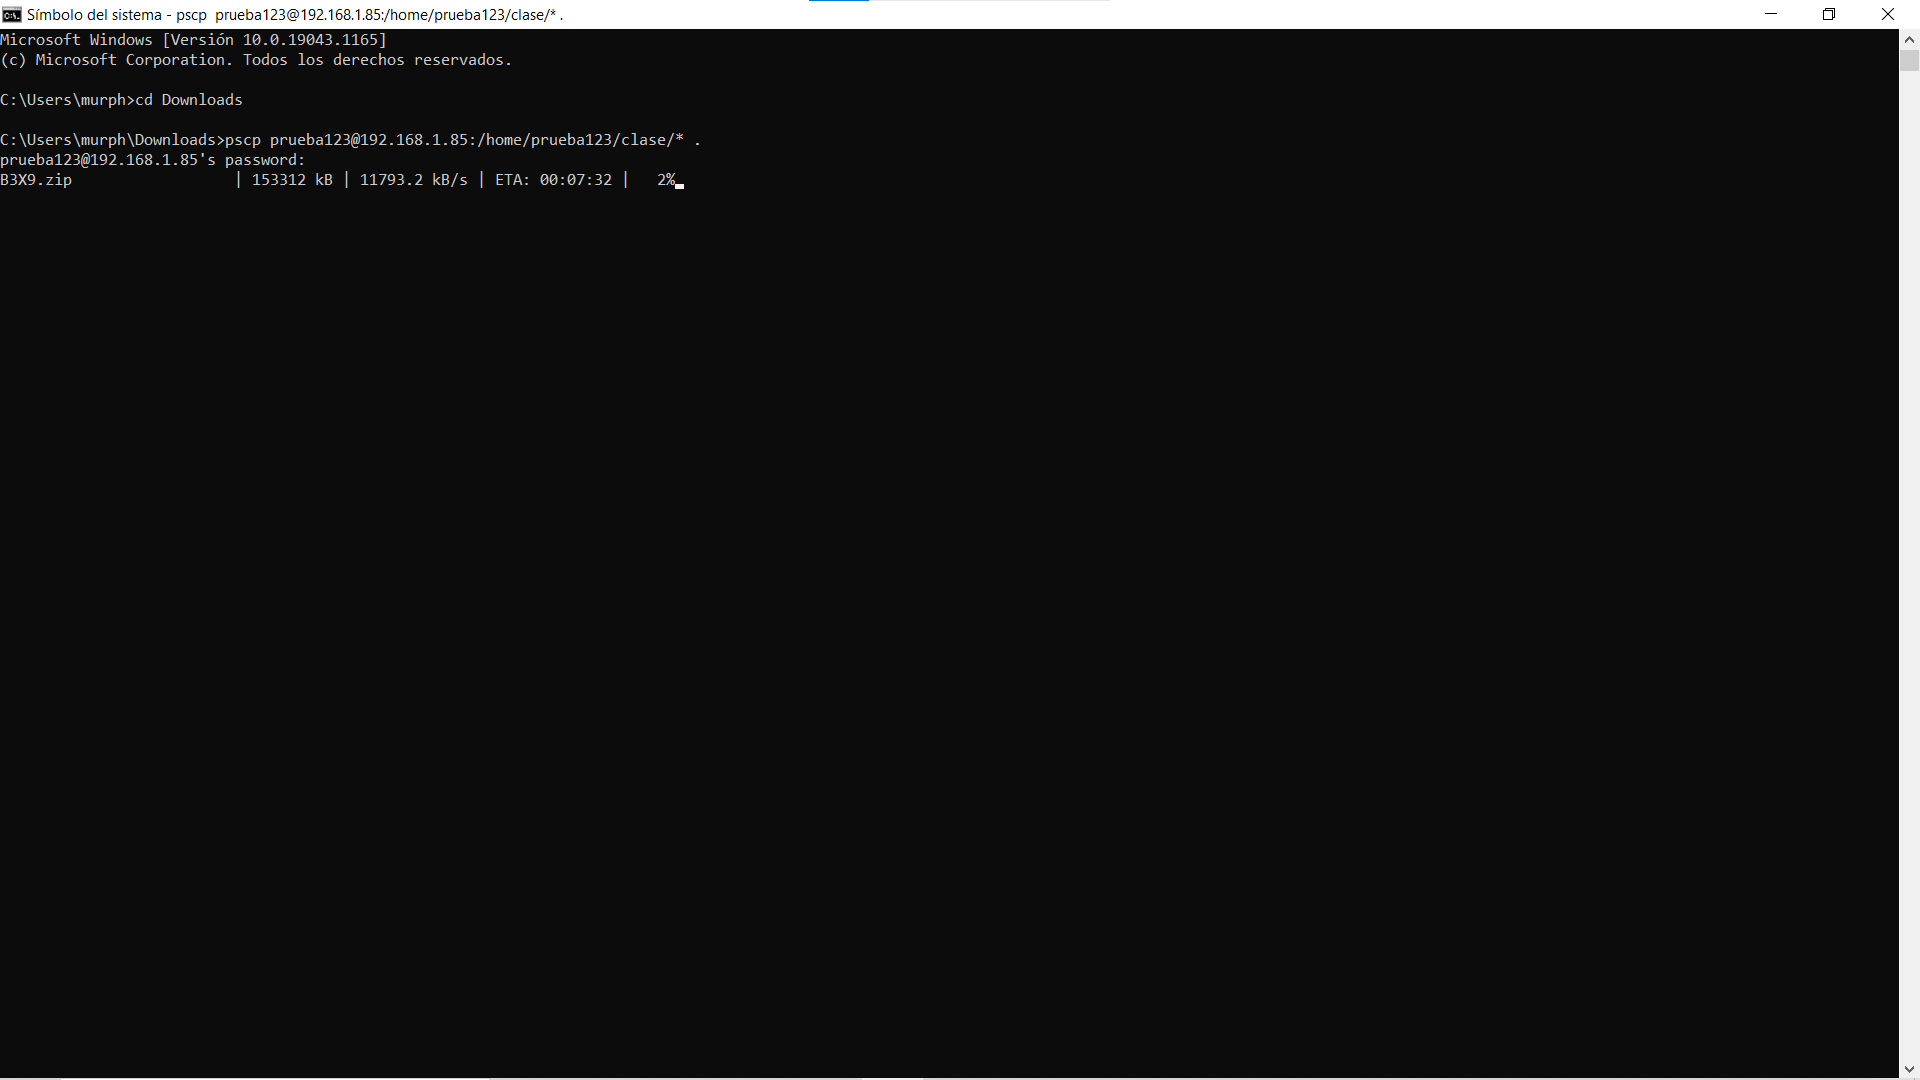 Símbolo del sistema - pscp  prueba123@192.168.1.85:/home/prueba123/clase/* .
Microsoft Windows [Versión 10.0.19043.1165]
(c) Microsoft Corporation. Todos los derechos reservados.
C:\Users\murph>cd Downloads
C:\Users\murph\Downloads>pscp prueba123@192.168.1.85:/home/prueba123/clase/* .
prueba123@192.168.1.85's password:
B3X9.zip                  | 153312 kB | 11793.2 kB/s | ETA: 00:07:32 |   2%